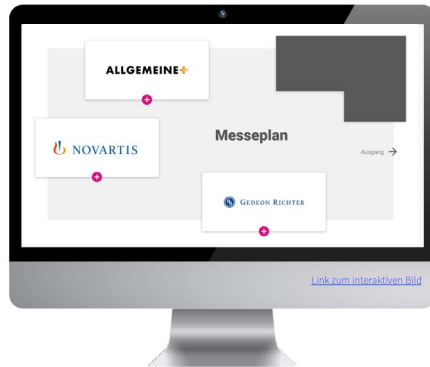 ALLGEMEINE+
NOVARTIS
Messeplan
Ausgang →
GEDEON RICHTER
Link zum interaktiven Bild